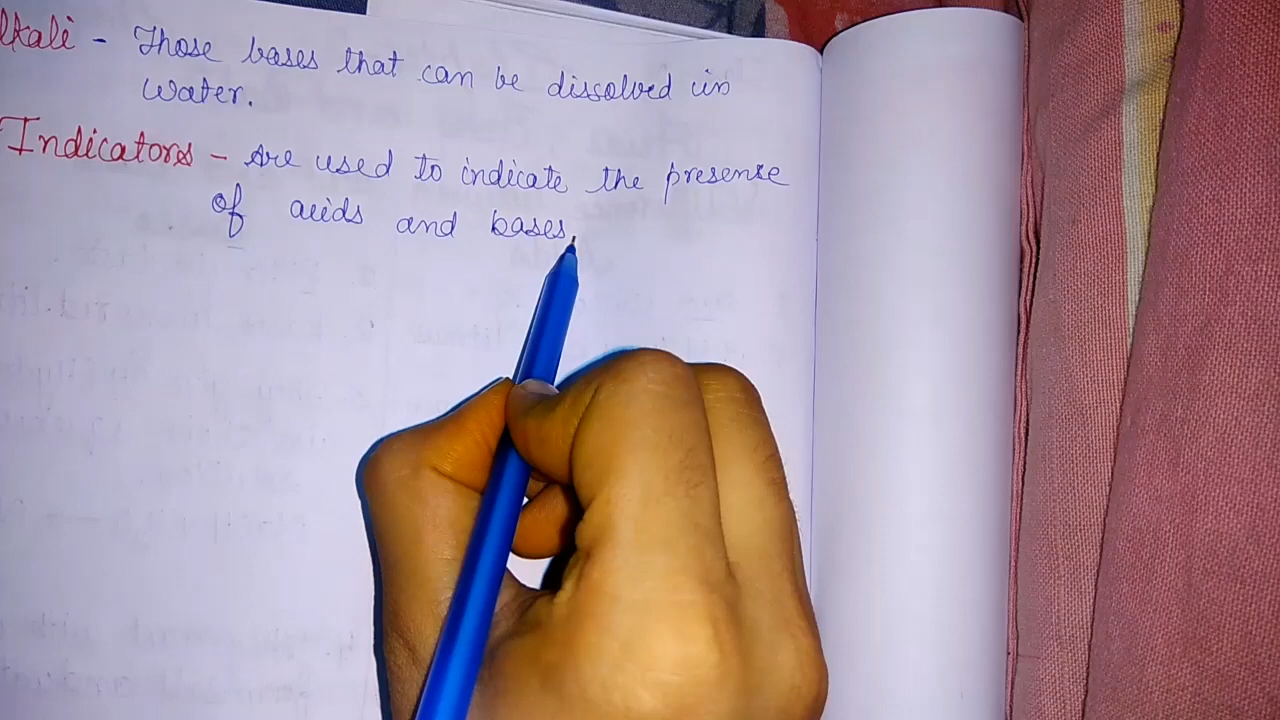 lkali - Those bases that can be dissolved in
water.
Indicators - Are used to indicate the presense
of acids and bases.